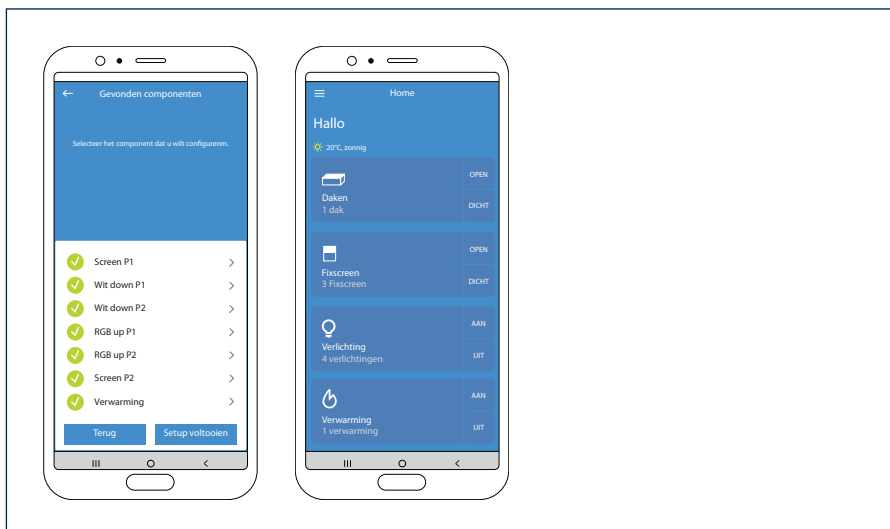 Gevonden componenten
Selecteer het component dat u wilt configureren.
Screen P1
Wit down P1
Wit down P2
RGB up P1
RGB up P2
Screen P2
Verwarming
Terug
Setup voltooien
Home
Hallo
20°C, zonnig
OPEN
Daken
1 dak
DICHT
OPEN
Fixscreen
3 Fixscreen
DICHT
AAN
Verlichting
4 verlichtingen
UIT
AAN
Verwarming
1 verwarming
UIT